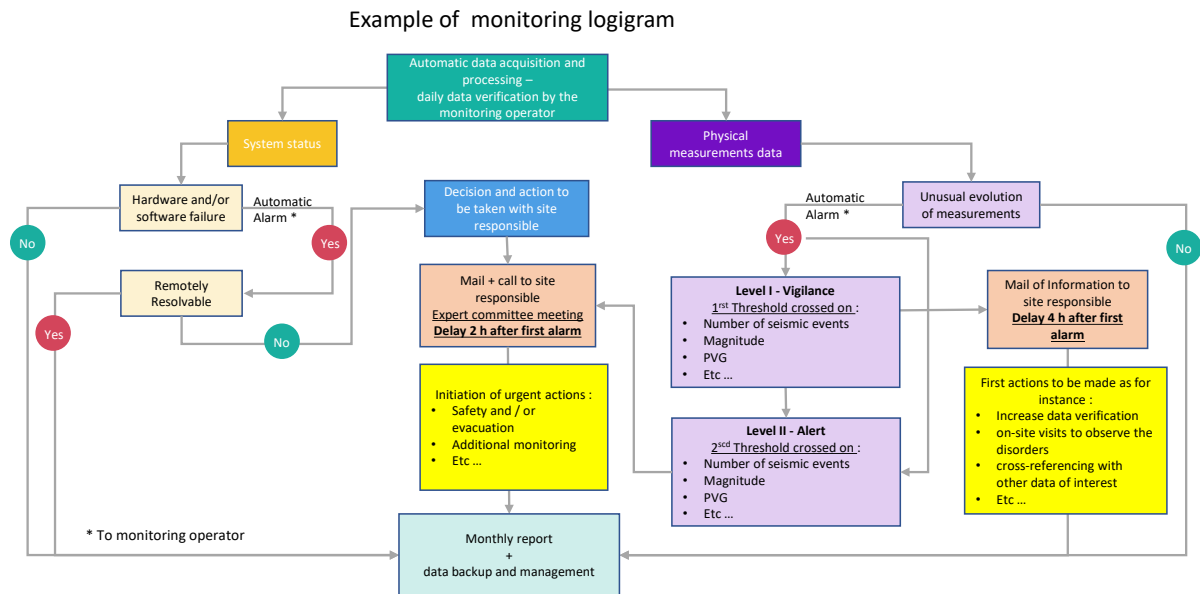 Example of monitoring logigram
Automatic data acquisition and
processing –
daily data verification by the
monitoring operator
System status
Physical
measurements data
Hardware and/or
software failure
Automatic
Alarm *
No
Yes
Remotely
Resolvable
Yes
No
Decision and action to
be taken with site
responsible
Mail + call to site
responsible
Expert committee meeting
Delay 2 h after first alarm
Initiation of urgent actions :
• Safety and / or
evacuation
• Additional monitoring
• Etc ...
Automatic
Alarm *
Unusual evolution
of measurements
Yes
No
Level I - Vigilance
1rst Threshold crossed on :
• Number of seismic events
• Magnitude
• PVG
• Etc ...
Level II - Alert
2scd Threshold crossed on :
• Number of seismic events
• Magnitude
• PVG
• Etc ...
Mail of Information to
site responsible
Delay 4 h after first
alarm
First actions to be made as for
instance :
• Increase data verification
• on-site visits to observe the
disorders
• cross-referencing with
other data of interest
• Etc ...
* To monitoring operator
Monthly report
+
data backup and management